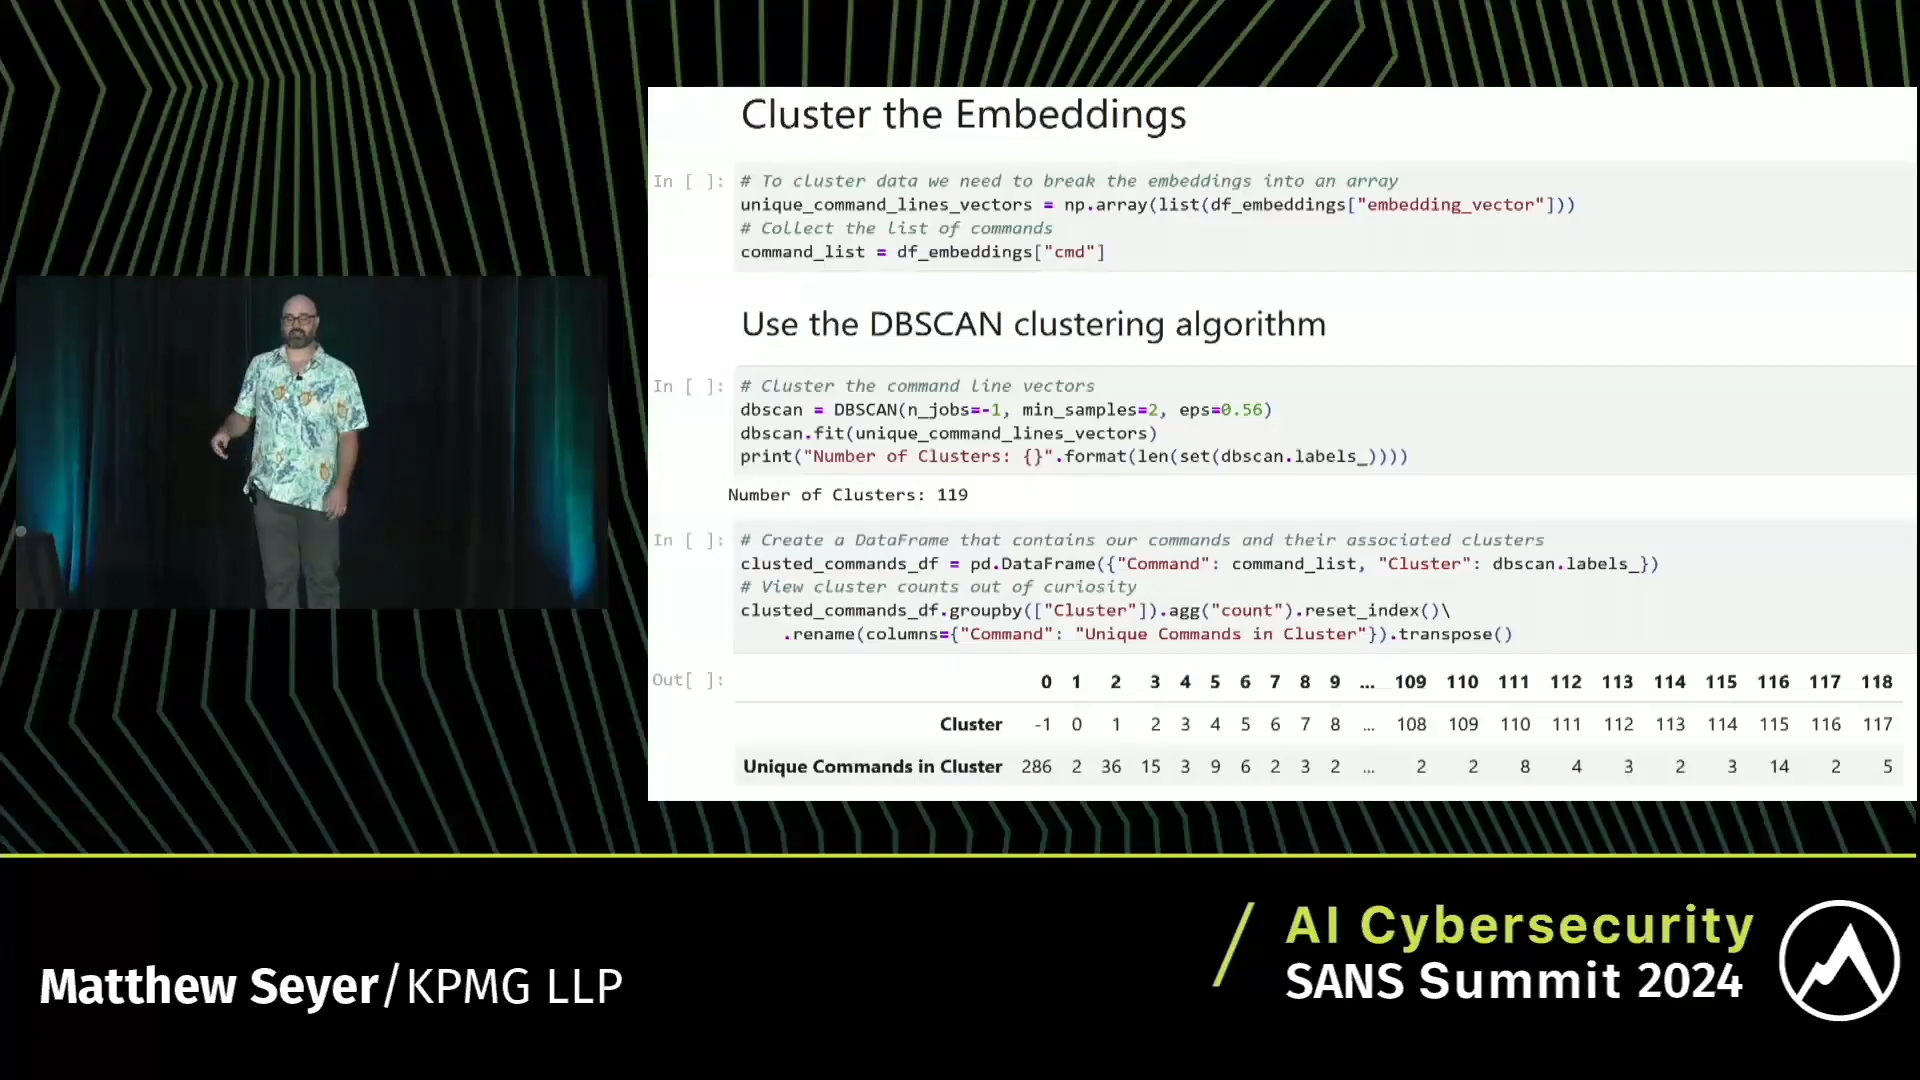 Cluster the Embeddings
In [ ]:
# To cluster data we need to break the embeddings into an array
unique_command_lines_vectors = np.array(list(df_embeddings["embedding_vector"]))
# Collect the list of commands
command_list = df_embeddings["cmd"]
Use the DBSCAN clustering algorithm
In [ ]:
# Cluster the command line vectors
dbscan = DBSCAN(n_jobs=-1, min_samples=2, eps=0.56)
dbscan.fit(unique_command_lines_vectors)
print("Number of Clusters: {}".format(len(set(dbscan.labels_))))
Number of Clusters: 119
In [ ]:
# Create a DataFrame that contains our commands and their associated clusters
clusted_commands_df = pd.DataFrame({"Command": command_list, "Cluster": dbscan.labels_})
# View cluster counts out of curiosity
clusted_commands_df.groupby(["Cluster"]).agg("count").reset_index()\
.rename(columns={"Command": "Unique Commands in Cluster"}).transpose()
Out[ ]:
0 1 2 3 4 5 6 7 8 9 ... 109 110 111 112 113 114 115 116 117 118
Cluster -1 0 1 2 3 4 5 6 7 8 ... 108 109 110 111 112 113 114 115 116 117
Unique Commands in Cluster 286 2 36 15 3 9 6 2 3 2 ... 2 2 8 4 3 2 3 14 2 5
Matthew Seyer/KPMG LLP
AI Cybersecurity
SANS Summit 2024